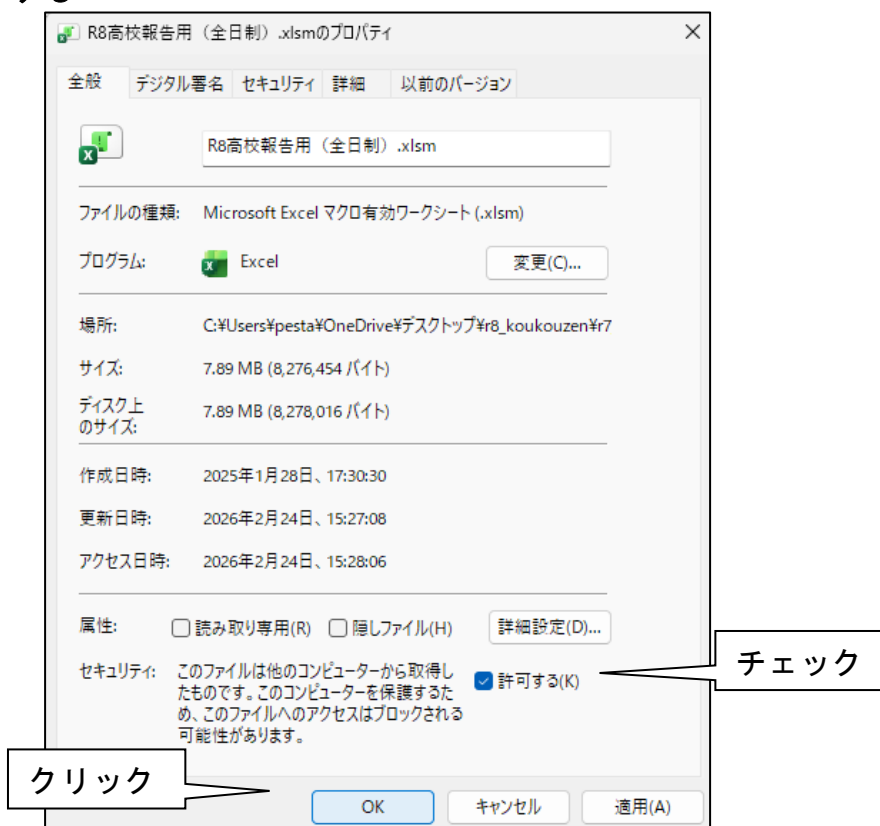 する
R8高校報告用（全日制）.xlsmのプロパティ
全般 デジタル署名 セキュリティ 詳細 以前のバージョン
R8高校報告用（全日制）.xlsm
ファイルの種類: Microsoft Excel マクロ有効ワークシート (.xlsm)
プログラム: Excel 変更(C)...
場所: C:¥Users¥pesta¥OneDrive¥デスクトップ¥r8_koukouzen¥r7
サイズ: 7.89 MB (8,276,454 バイト)
ディスク上
のサイズ: 7.89 MB (8,278,016 バイト)
作成日時: 2025年1月28日、17:30:30
更新日時: 2026年2月24日、15:27:08
アクセス日時: 2026年2月24日、15:28:06
属性: 読み取り専用(R) 隠しファイル(H) 詳細設定(D)...
チェック
セキュリティ: このファイルは他のコンピューターから取得し
たものです。このコンピューターを保護するた
め、このファイルへのアクセスはブロックされる
可能性があります。
許可する(K)
クリック
OK キャンセル 適用(A)